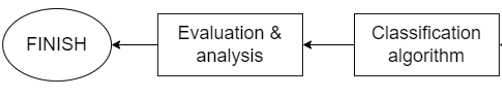 FINISH
Evaluation &
analysis
Classification
algorithm